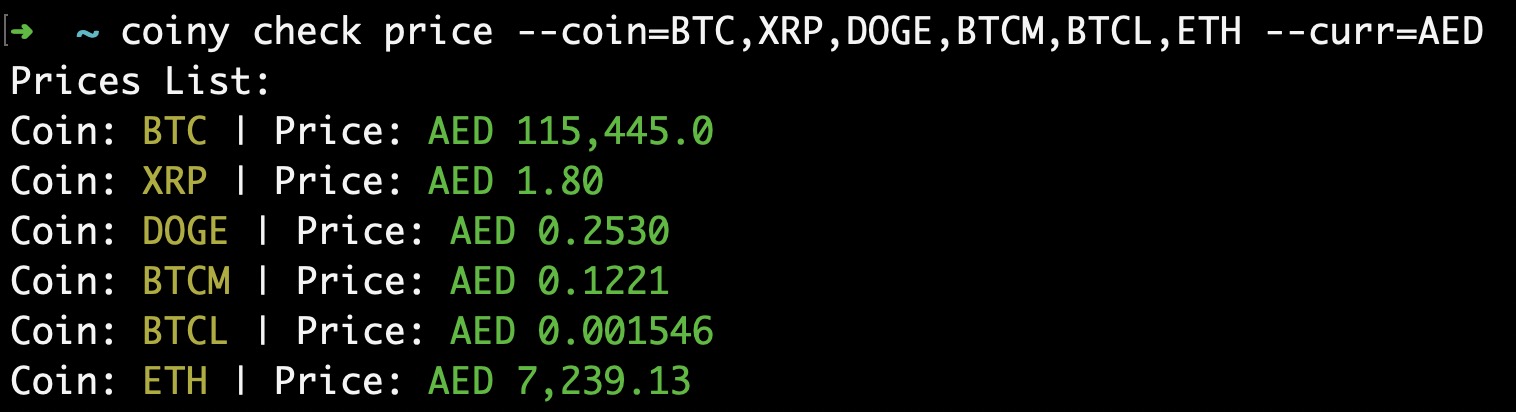 ➜ ~ coiny check price --coin=BTC,XRP,DOGE,BTCM,BTCL,ETH --curr=AED
Prices List:
Coin: BTC | Price: AED 115,445.0
Coin: XRP | Price: AED 1.80
Coin: DOGE | Price: AED 0.2530
Coin: BTCM | Price: AED 0.1221
Coin: BTCL | Price: AED 0.001546
Coin: ETH | Price: AED 7,239.13